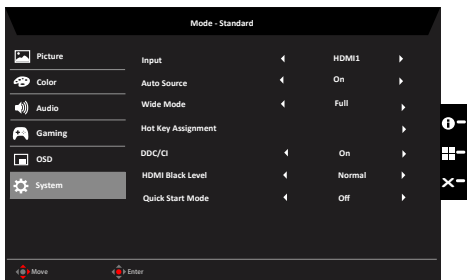 Mode - Standard
Picture
Color
Audio
Gaming
OSD
System
Input HDMI1
Auto Source On
Wide Mode Full
Hot Key Assignment
DDC/CI On
HDMI Black Level Normal
Quick Start Mode Off
Move Enter